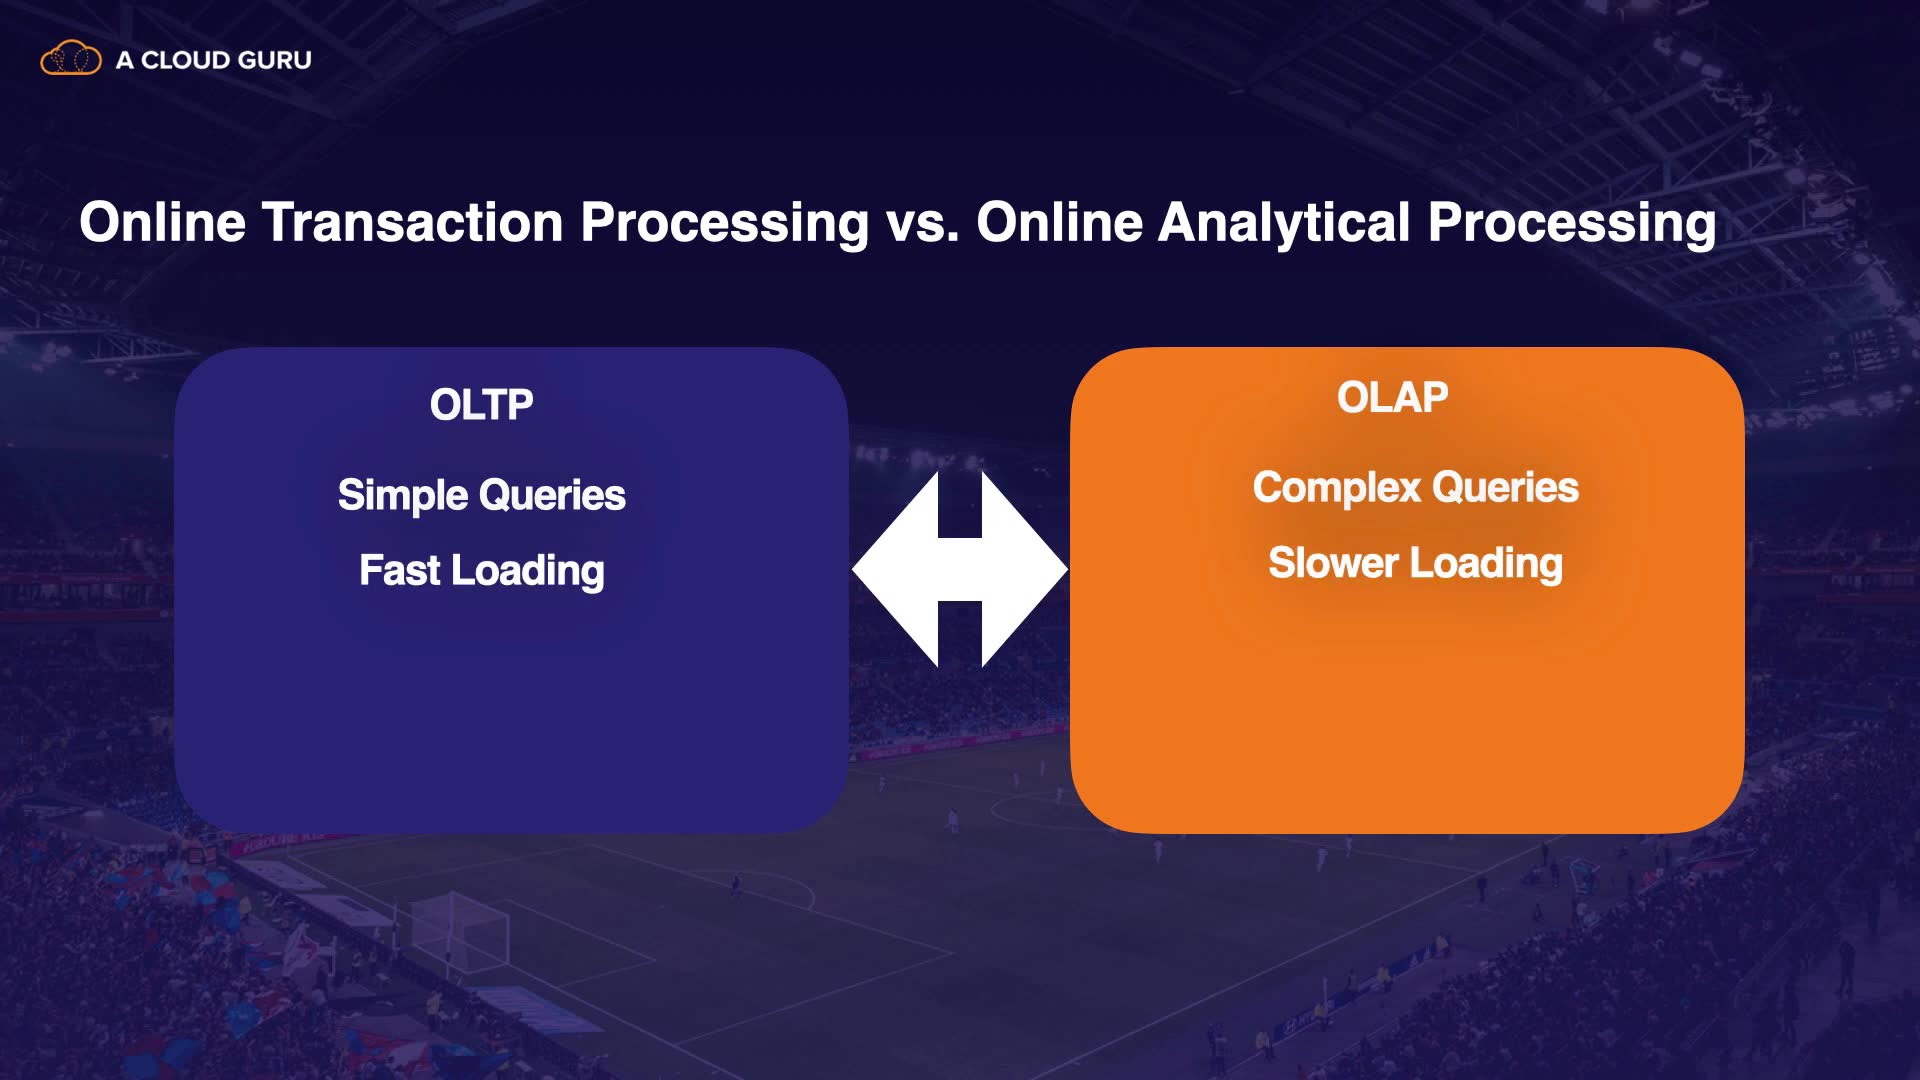 A CLOUD GURU
Online Transaction Processing vs. Online Analytical Processing
OLTP
Simple Queries
Fast Loading
OLAP
Complex Queries
Slower Loading